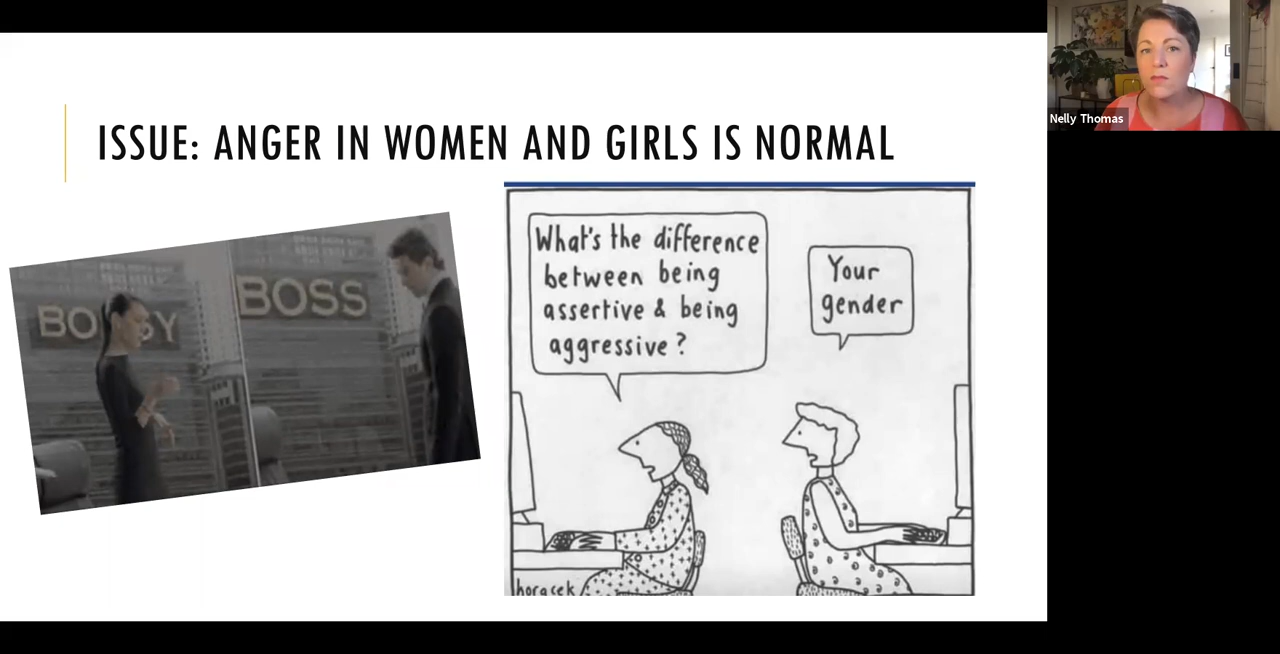 Nelly Thomas
ISSUE: ANGER IN WOMEN AND GIRLS IS NORMAL
BOSSY
BOSS
What's the difference
between being
assertive & being
aggressive?
Your
gender
horacek